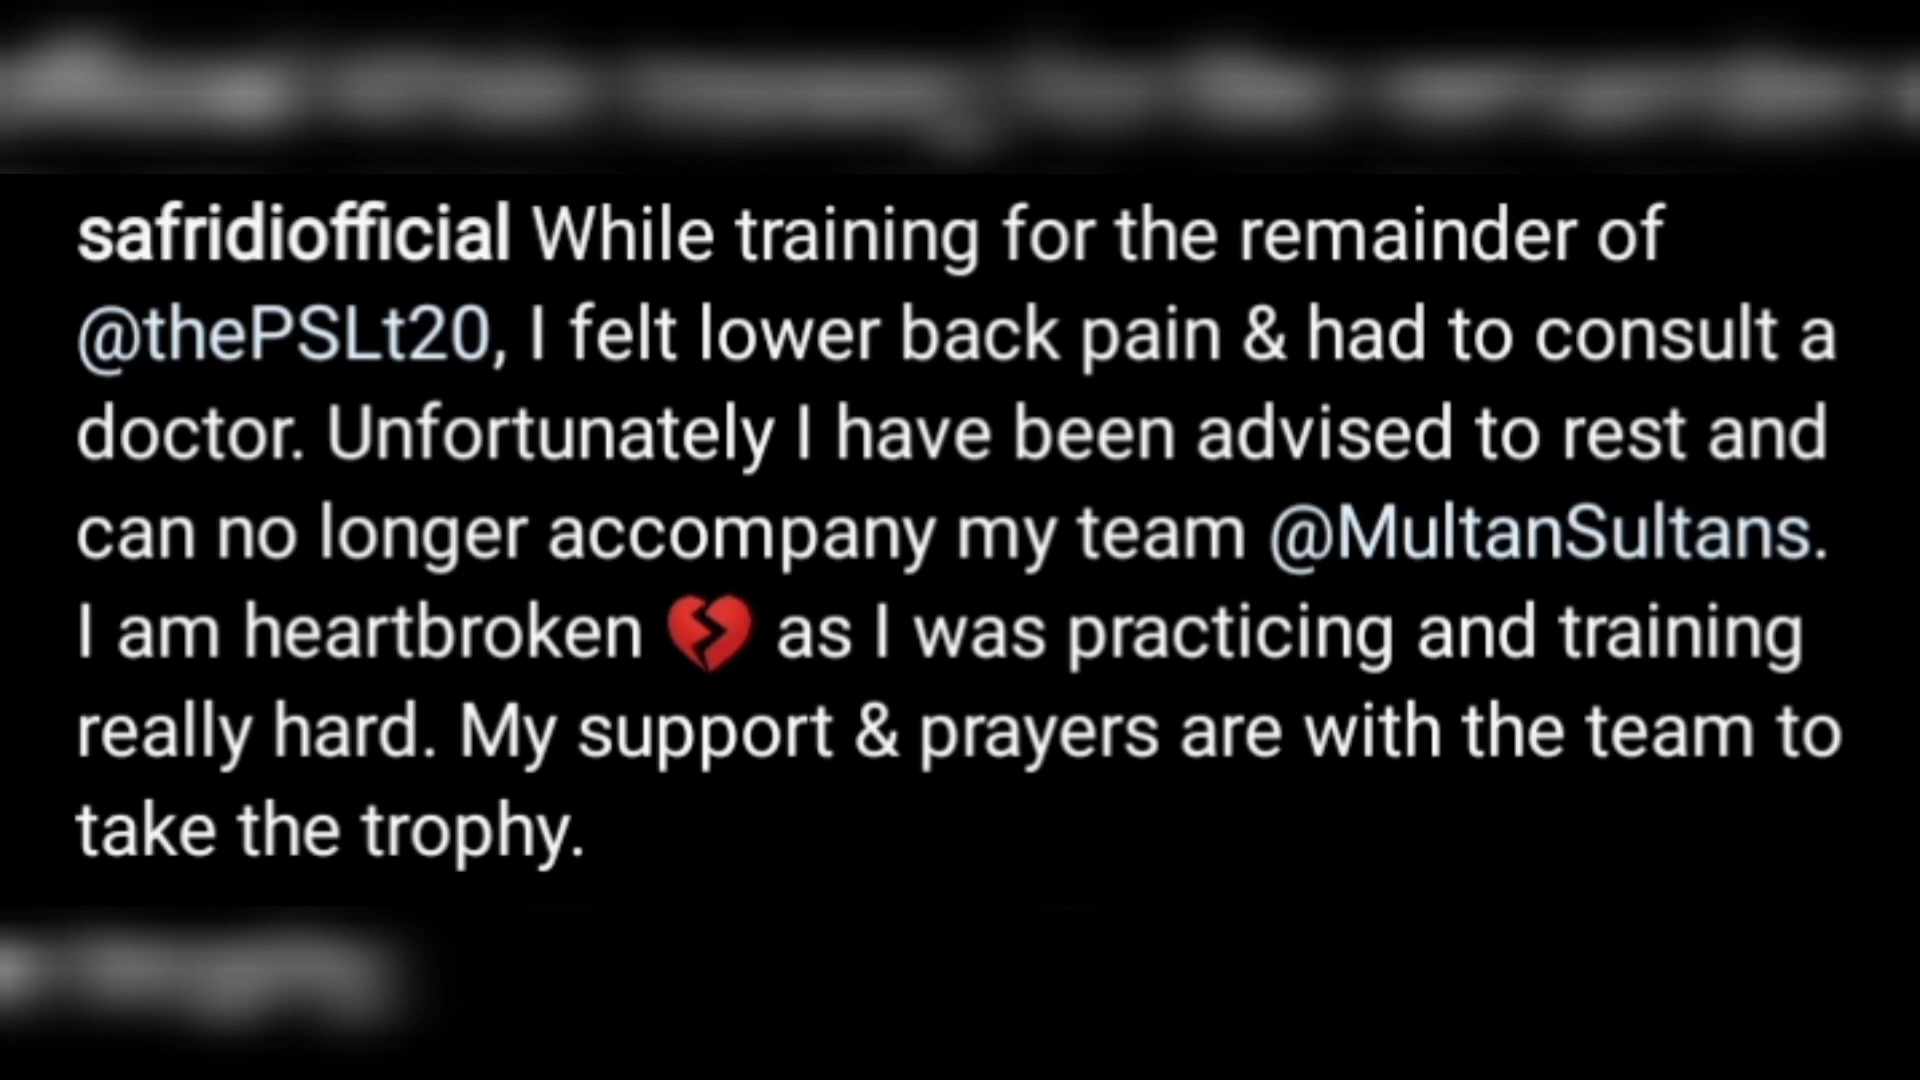 safridiofficial While training for the remainder of
@thePSLt20, I felt lower back pain & had to consult a
doctor. Unfortunately I have been advised to rest and
can no longer accompany my team @MultanSultans.
I am heartbroken 💔 as I was practicing and training
really hard. My support & prayers are with the team to
take the trophy.